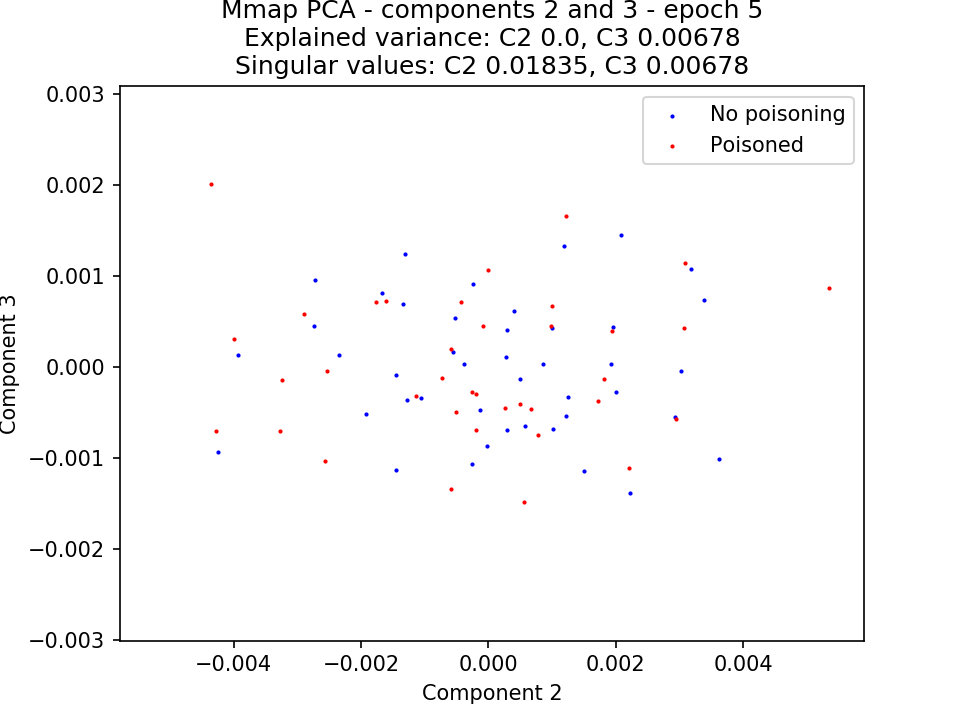 Mmap PCA - components 2 and 3 - epoch 5
Explained variance: C2 0.0, C3 0.00678
Singular values: C2 0.01835, C3 0.00678
No poisoning
Poisoned
0.003
0.002
0.001
0.000
−0.001
−0.002
−0.003
Component 3
−0.004
−0.002
0.000
0.002
0.004
Component 2